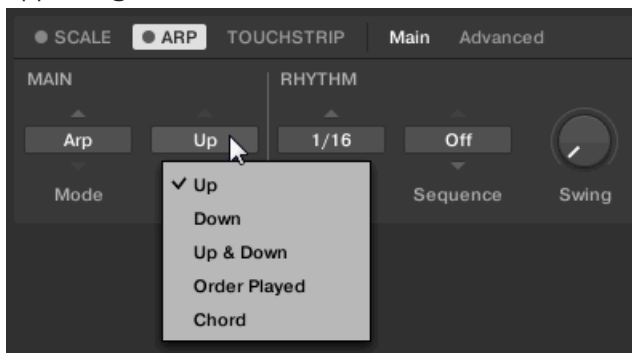 SCALE ARP TOUCHSTRIP Main Advanced
MAIN RHYTHM
Arp Up 1/16 Off
Mode Sequence Swing
✓ Up
Down
Up & Down
Order Played
Chord